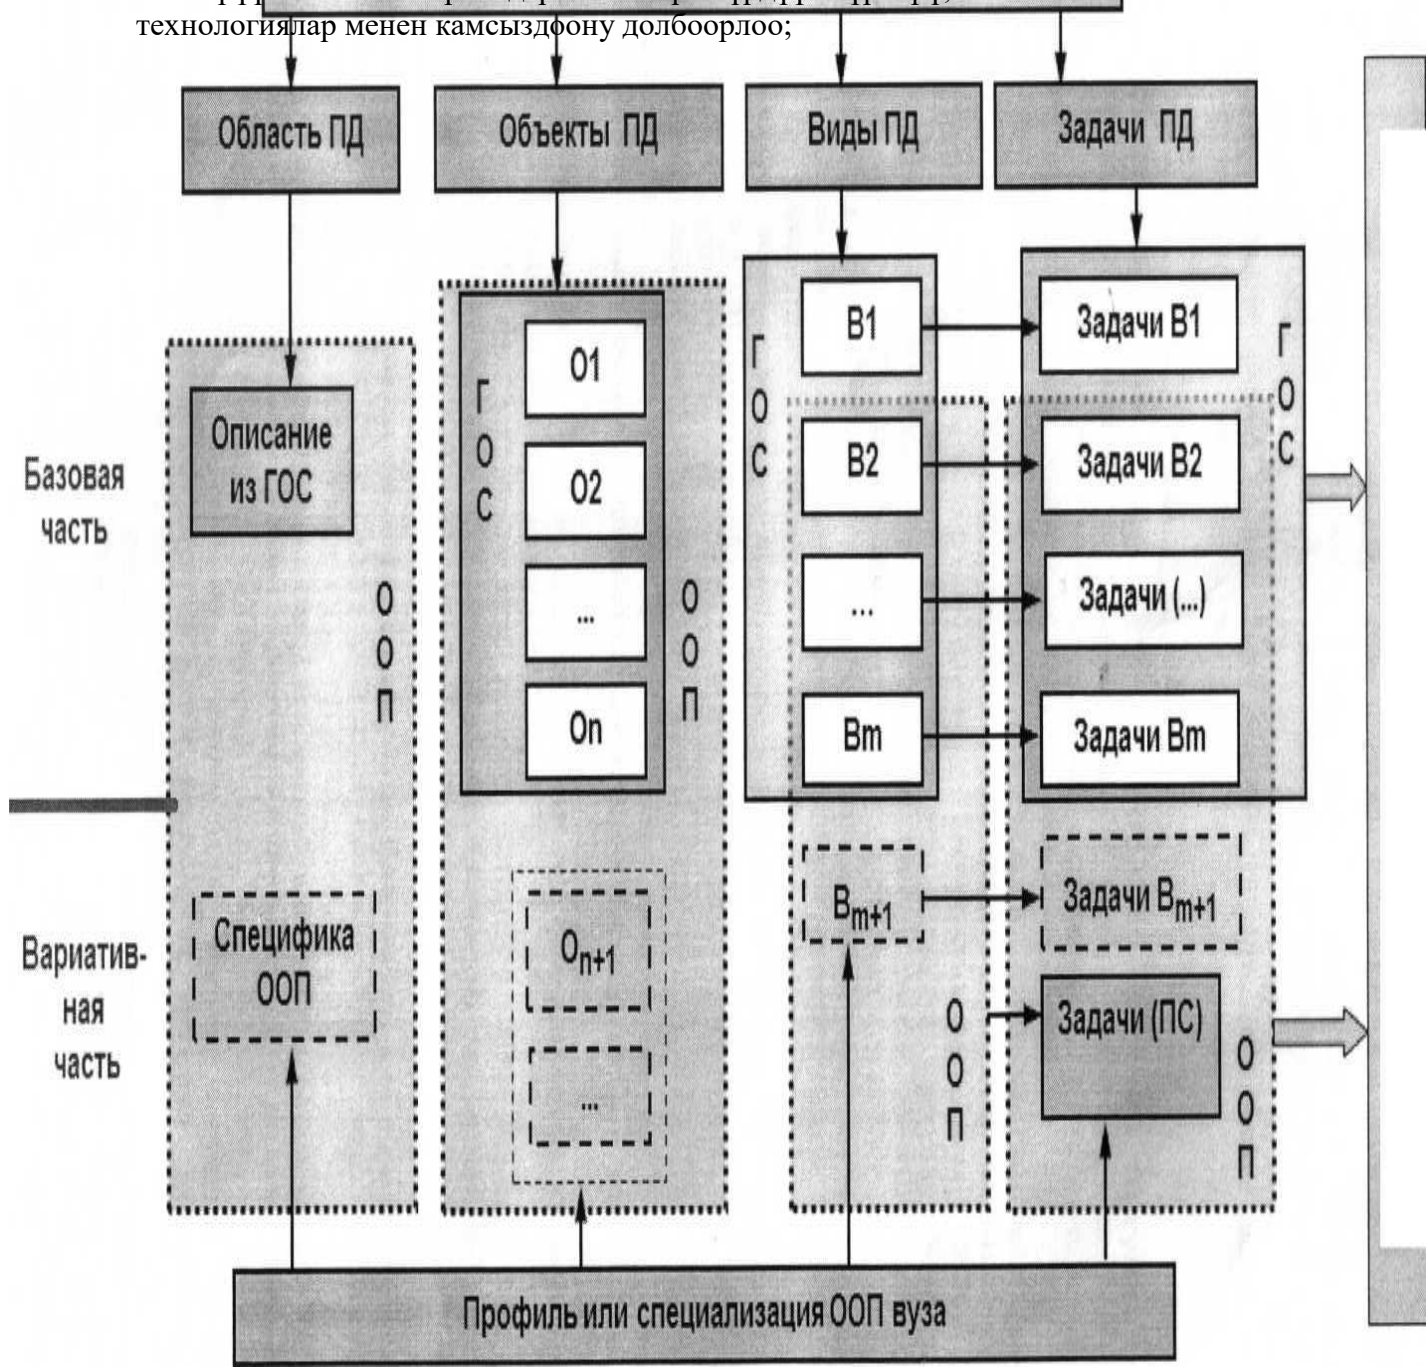 технологиялар менен камсыздоону долбоорлоо;
Область ПД
Объекты ПД
Виды ПД
Задачи ПД
Базовая
часть
Описание
из ГОС
О
О
П
Г
О
С
О1
О2
...
Оn
О
О
П
Г
О
С
В1
В2
...
Вm
Задачи В1
Задачи В2
Задачи (...)
Задачи Вm
Г
О
С
Вариатив-
ная
часть
Специфика
ООП
Оn+1
...
Вm+1
О
О
П
Задачи Вm+1
Задачи (ПС)
О
О
П
Профиль или специализация ООП вуза